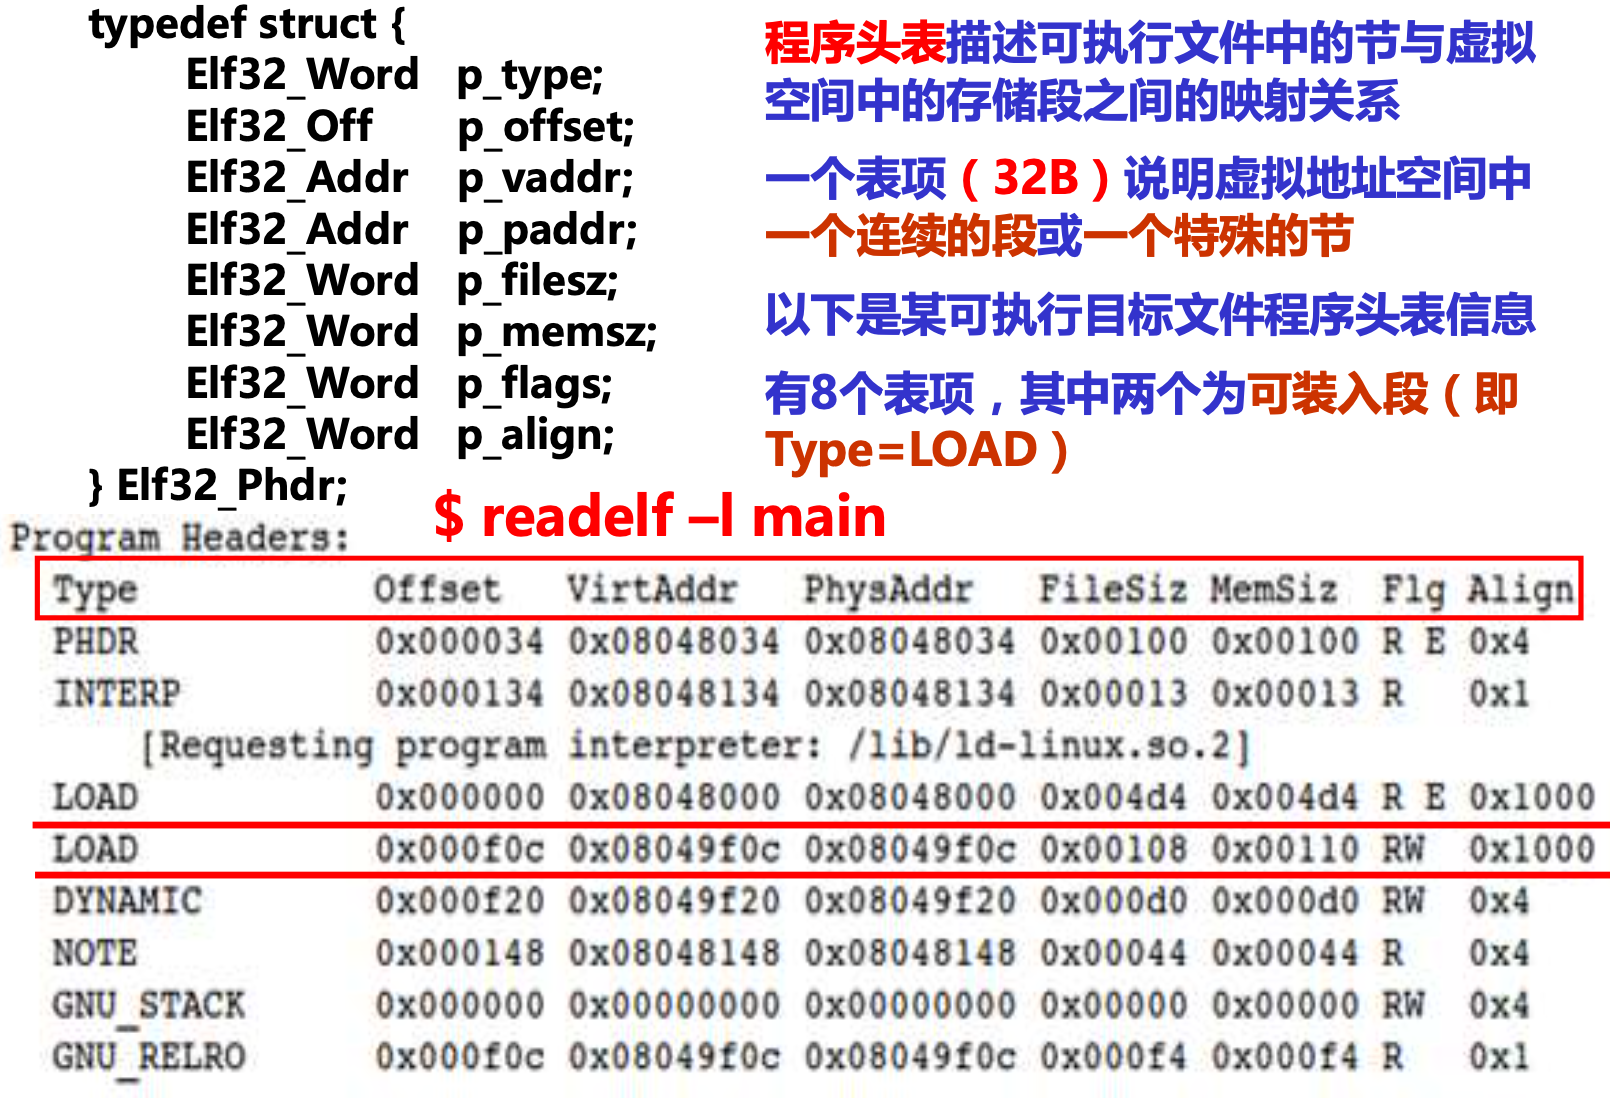 typedef struct {
Elf32_Word p_type;
Elf32_Off p_offset;
Elf32_Addr p_vaddr;
Elf32_Addr p_paddr;
Elf32_Word p_filesz;
Elf32_Word p_memsz;
Elf32_Word p_flags;
Elf32_Word p_align;
} Elf32_Phdr;
程序头表描述可执行文件中的节与虚拟
空间中的存储段之间的映射关系
一个表项（32B）说明虚拟地址空间中
一个连续的段或一个特殊的节
以下是某可执行目标文件程序头表信息
有8个表项，其中两个为可装入段（即
Type=LOAD）
$ readelf –l main
Program Headers:
Type Offset VirtAddr PhysAddr FileSiz MemSiz Flg Align
PHDR 0x000034 0x08048034 0x08048034 0x00100 0x00100 R E 0x4
INTERP 0x000134 0x08048134 0x08048134 0x00013 0x00013 R 0x1
[Requesting program interpreter: /lib/ld-linux.so.2]
LOAD 0x000000 0x08048000 0x08048000 0x004d4 0x004d4 R E 0x1000
LOAD 0x000f0c 0x08049f0c 0x08049f0c 0x00108 0x00110 RW 0x1000
DYNAMIC 0x000f20 0x08049f20 0x08049f20 0x000d0 0x000d0 RW 0x4
NOTE 0x000148 0x08048148 0x08048148 0x00044 0x00044 R 0x4
GNU_STACK 0x000000 0x00000000 0x00000000 0x00000 0x00000 RW 0x4
GNU_RELRO 0x000f0c 0x08049f0c 0x08049f0c 0x000f4 0x000f4 R 0x1